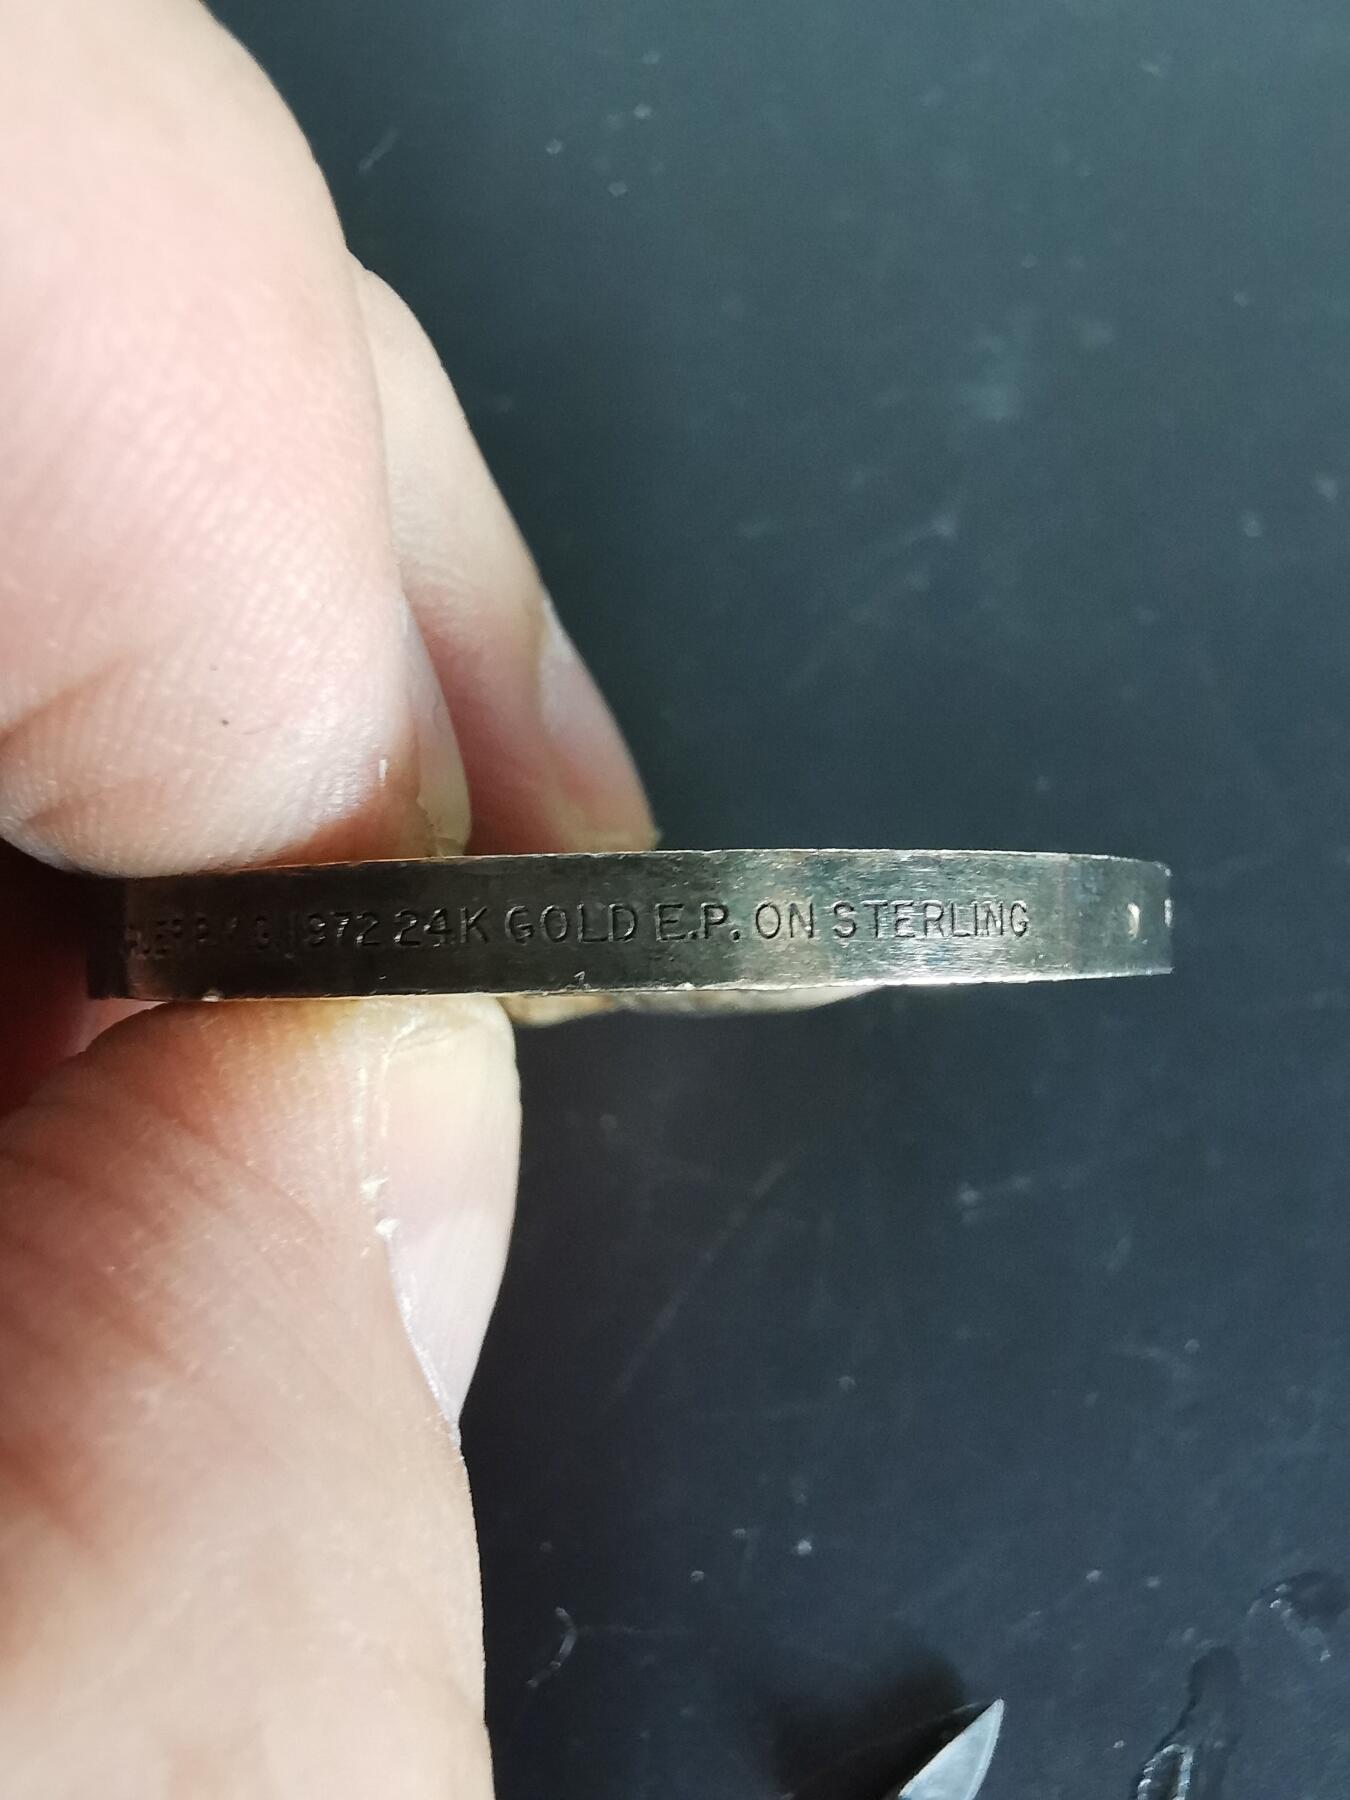 1972 24K GOLD E.P. ON STERLING